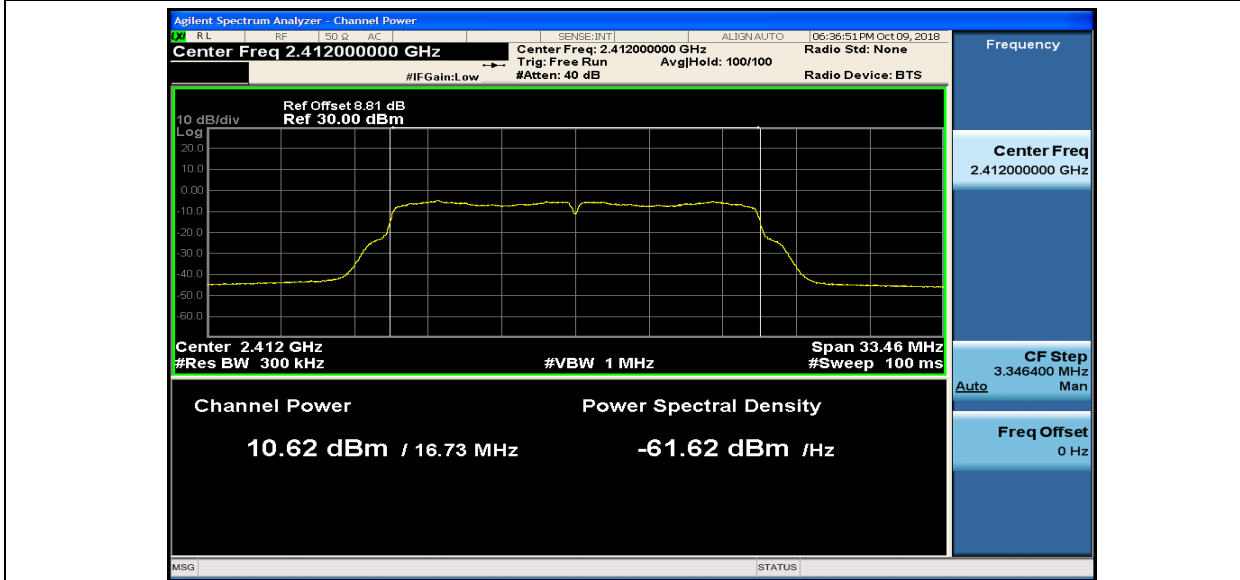 Agilent Spectrum Analyzer - Channel Power
LXI RL RF 50 Ω AC SENSE:INT ALIGN AUTO 06:36:51 PM Oct 09, 2018
Center Freq 2.412000000 GHz
#IFGain:Low
Center Freq: 2.412000000 GHz
Trig: Free Run Avg|Hold: 100/100
#Atten: 40 dB
Radio Std: None
Radio Device: BTS
Ref Offset 8.81 dB
10 dB/div Ref 30.00 dBm
Log
20.0
10.0
0.00
-10.0
-20.0
-30.0
-40.0
-50.0
-60.0
Center 2.412 GHz Span 33.46 MHz
#Res BW 300 kHz #VBW 1 MHz #Sweep 100 ms
Channel Power Power Spectral Density
10.62 dBm / 16.73 MHz -61.62 dBm /Hz
MSG STATUS
Frequency
Center Freq
2.412000000 GHz
CF Step
3.346400 MHz
Auto Man
Freq Offset
0 Hz